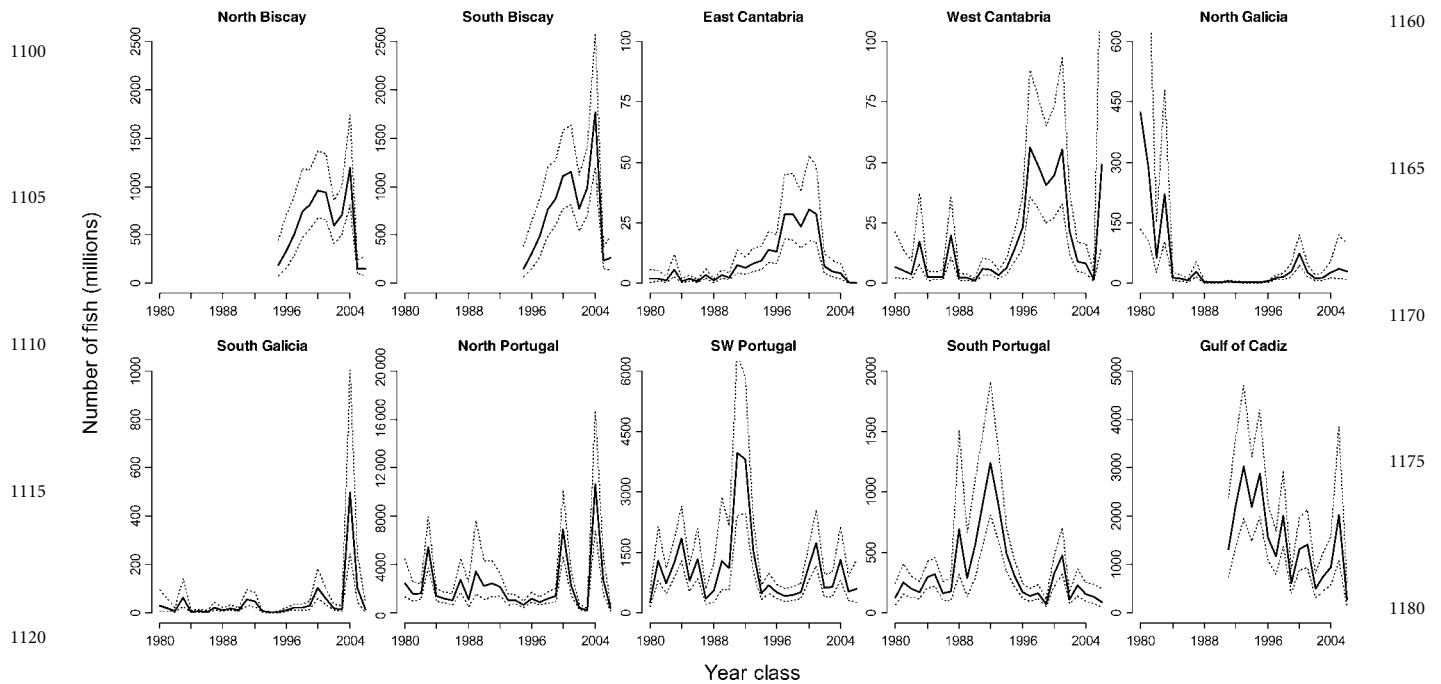 1100
1105
1110
1115
1120
1160
1165
1170
1175
1180
Number of fish (millions)
North Biscay
0 500 1000 1500 2000 2500
1980 1988 1996 2004
South Biscay
0 500 1000 1500 2000 2500
1980 1988 1996 2004
East Cantabria
0 25 50 75 100
1980 1988 1996 2004
West Cantabria
0 25 50 75 100
1980 1988 1996 2004
North Galicia
0 150 300 450 600
1980 1988 1996 2004
South Galicia
0 200 400 600 800 1000
1980 1988 1996 2004
North Portugal
0 4000 8000 12 000 16 000 20 000
1980 1988 1996 2004
SW Portugal
0 1500 3000 4500 6000
1980 1988 1996 2004
South Portugal
0 500 1000 1500 2000
1980 1988 1996 2004
Gulf of Cadiz
0 1000 2000 3000 4000 5000
1980 1988 1996 2004
Year class